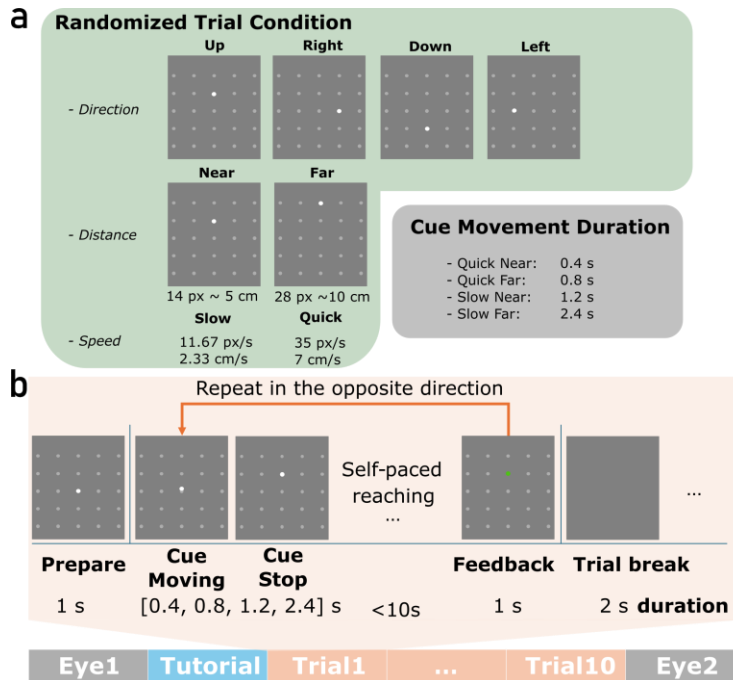 a
Randomized Trial Condition
Up Right Down Left
- Direction
Near Far
- Distance
14 px ~ 5 cm 28 px ~10 cm
Slow Quick
- Speed
11.67 px/s 35 px/s
2.33 cm/s 7 cm/s
Cue Movement Duration
- Quick Near: 0.4 s
- Quick Far: 0.8 s
- Slow Near: 1.2 s
- Slow Far: 2.4 s
b
Repeat in the opposite direction
Self-paced
reaching
...
...
Prepare Cue Moving Cue Stop Feedback Trial break
1 s [0.4, 0.8, 1.2, 2.4] s <10s 1 s 2 s duration
Eye1 Tutorial Trial1 ... Trial10 Eye2